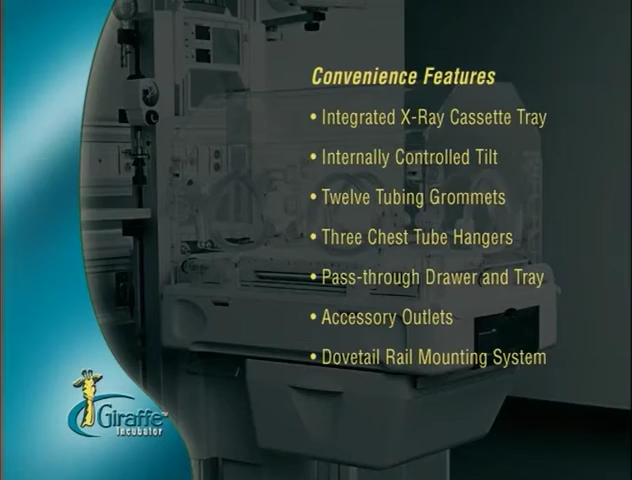 Convenience Features
• Integrated X-Ray Cassette Tray
• Internally Controlled Tilt
• Twelve Tubing Grommets
• Three Chest Tube Hangers
• Pass-through Drawer and Tray
• Accessory Outlets
• Dovetail Rail Mounting System
Giraffe
Incubator